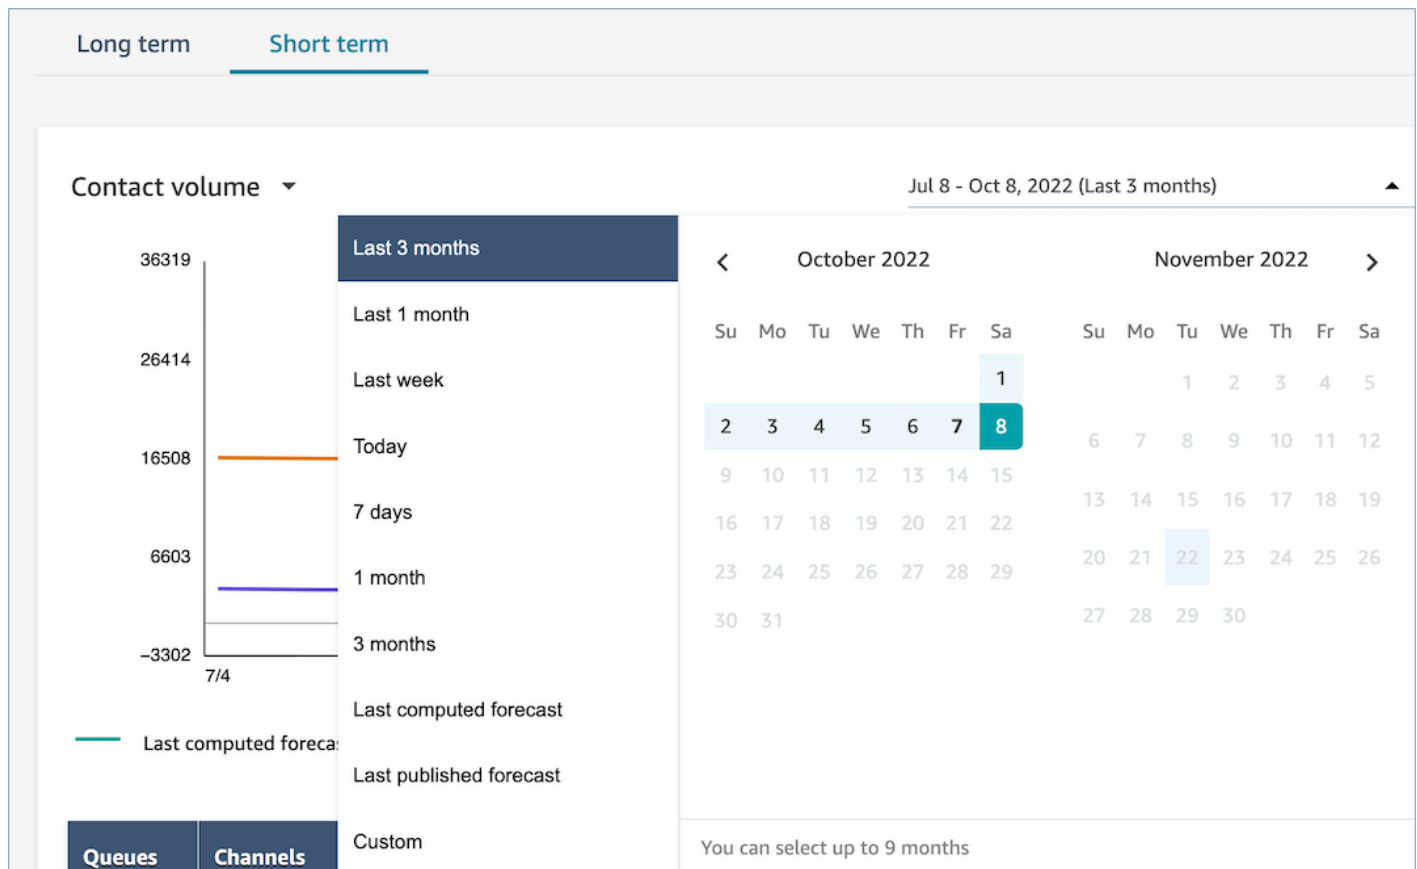 Long term
Short term
Contact volume
Jul 8 - Oct 8, 2022 (Last 3 months)
36319
26414
16508
6603
−3302
7/4
Last computed foreca
Queues
Channels
Last 3 months
Last 1 month
Last week
Today
7 days
1 month
3 months
Last computed forecast
Last published forecast
Custom
October 2022
Su Mo Tu We Th Fr Sa
1
2 3 4 5 6 7 8
9 10 11 12 13 14 15
16 17 18 19 20 21 22
23 24 25 26 27 28 29
30 31
November 2022
Su Mo Tu We Th Fr Sa
1 2 3 4 5
6 7 8 9 10 11 12
13 14 15 16 17 18 19
20 21 22 23 24 25 26
27 28 29 30
You can select up to 9 months